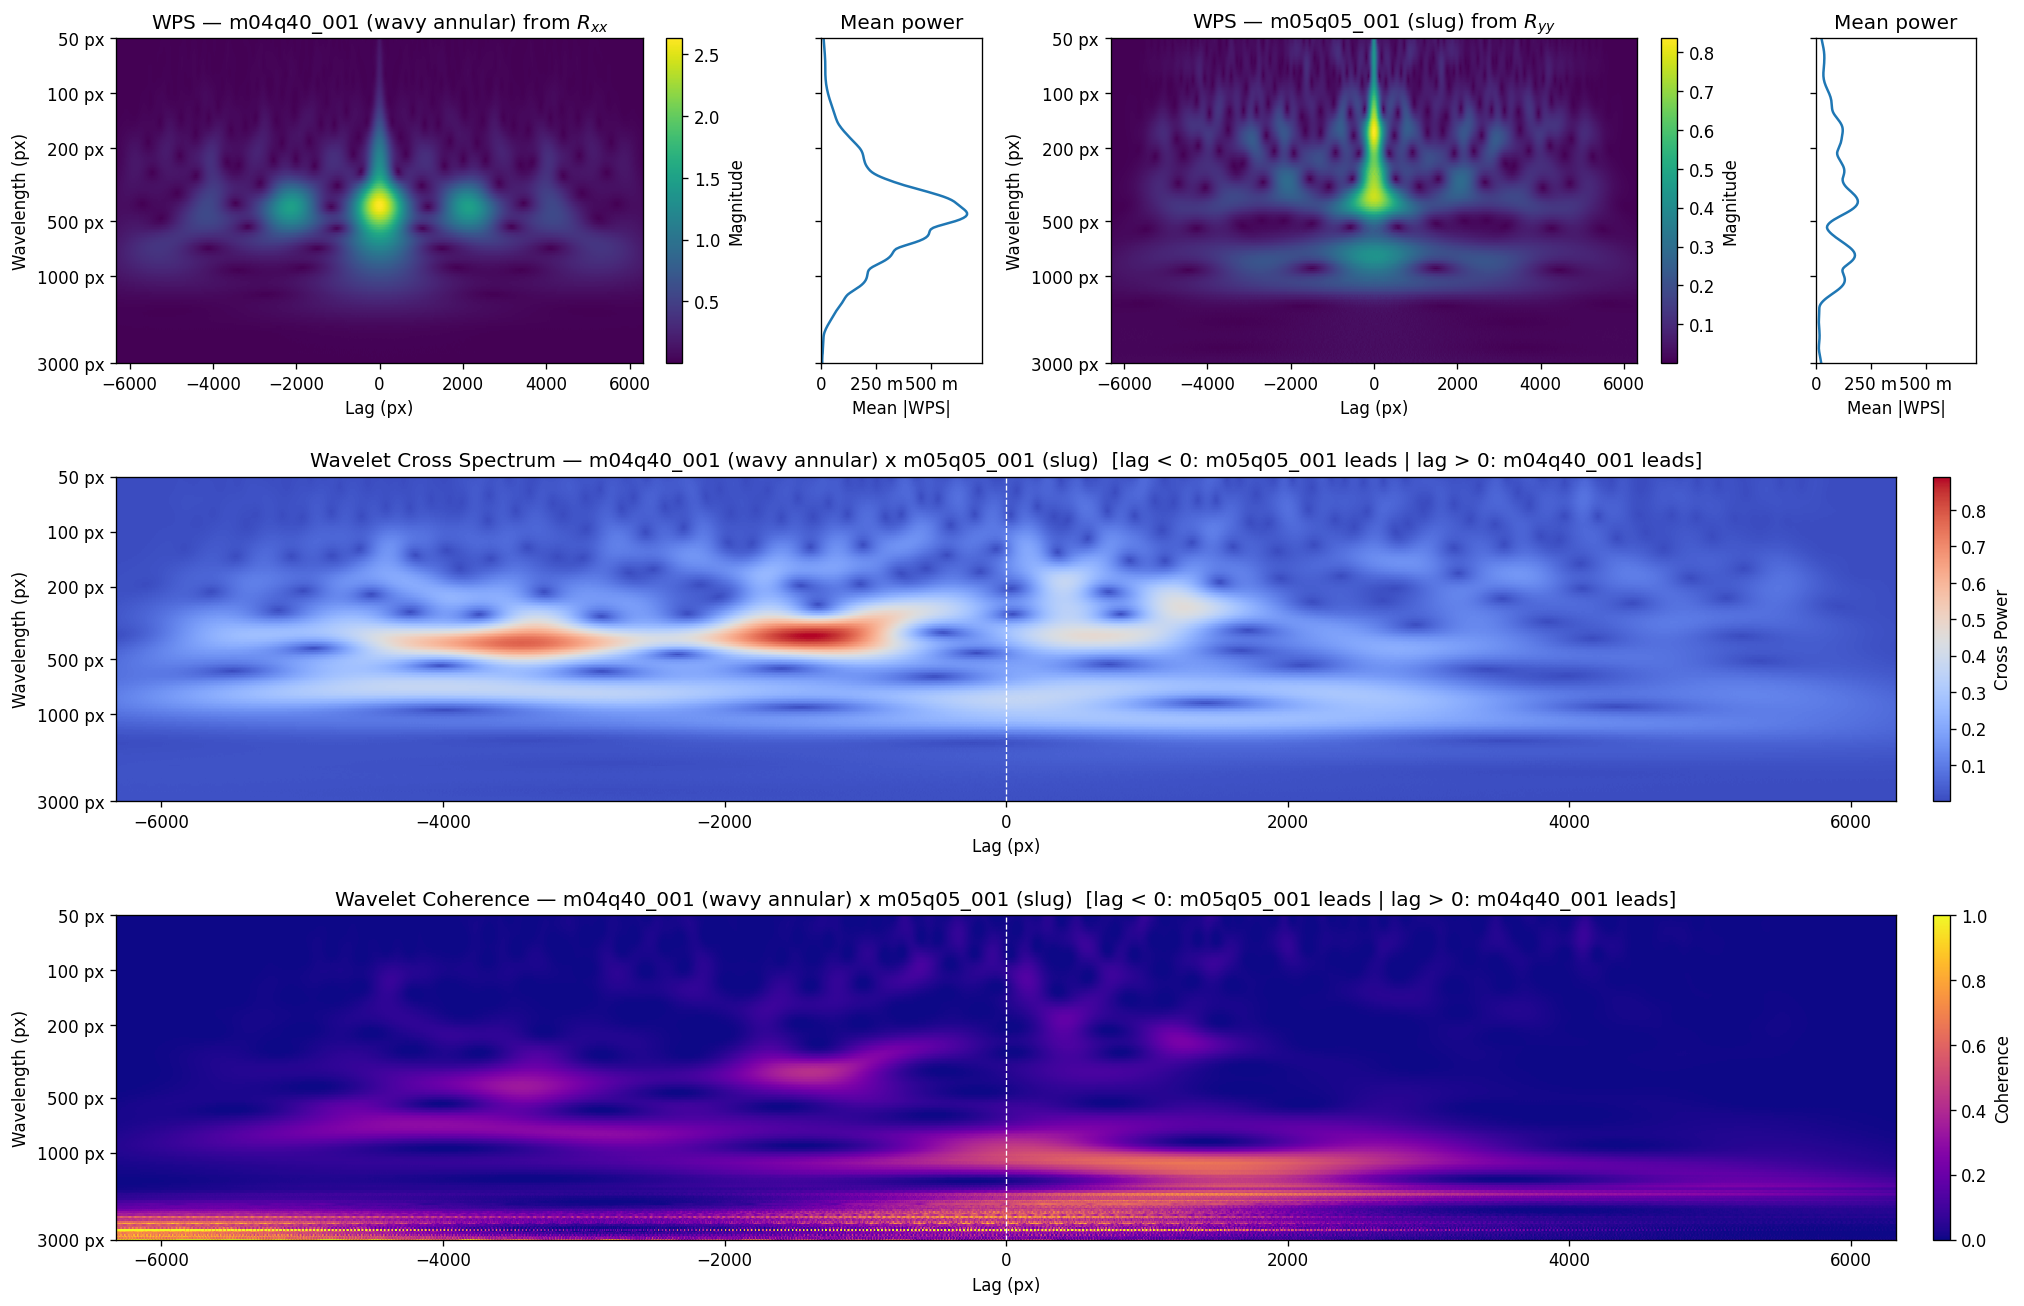 WPS — m04q40_001 (wavy annular) from Rxx
Mean power
WPS — m05q05_001 (slug) from Ryy
Mean power
50 px
100 px
200 px
500 px
1000 px
3000 px
Wavelength (px)
−6000 −4000 −2000 0 2000 4000 6000
Lag (px)
2.5
2.0
1.5
1.0
0.5
Magnitude
0 250 m 500 m
Mean |WPS|
50 px
100 px
200 px
500 px
1000 px
3000 px
Wavelength (px)
−6000 −4000 −2000 0 2000 4000 6000
Lag (px)
0.8
0.7
0.6
0.5
0.4
0.3
0.2
0.1
Magnitude
0 250 m 500 m
Mean |WPS|
Wavelet Cross Spectrum — m04q40_001 (wavy annular) x m05q05_001 (slug) [lag < 0: m05q05_001 leads | lag > 0: m04q40_001 leads]
50 px
100 px
200 px
500 px
1000 px
3000 px
Wavelength (px)
−6000 −4000 −2000 0 2000 4000 6000
Lag (px)
0.8
0.7
0.6
0.5
0.4
0.3
0.2
0.1
Cross Power
Wavelet Coherence — m04q40_001 (wavy annular) x m05q05_001 (slug) [lag < 0: m05q05_001 leads | lag > 0: m04q40_001 leads]
50 px
100 px
200 px
500 px
1000 px
3000 px
Wavelength (px)
−6000 −4000 −2000 0 2000 4000 6000
Lag (px)
1.0
0.8
0.6
0.4
0.2
0.0
Coherence